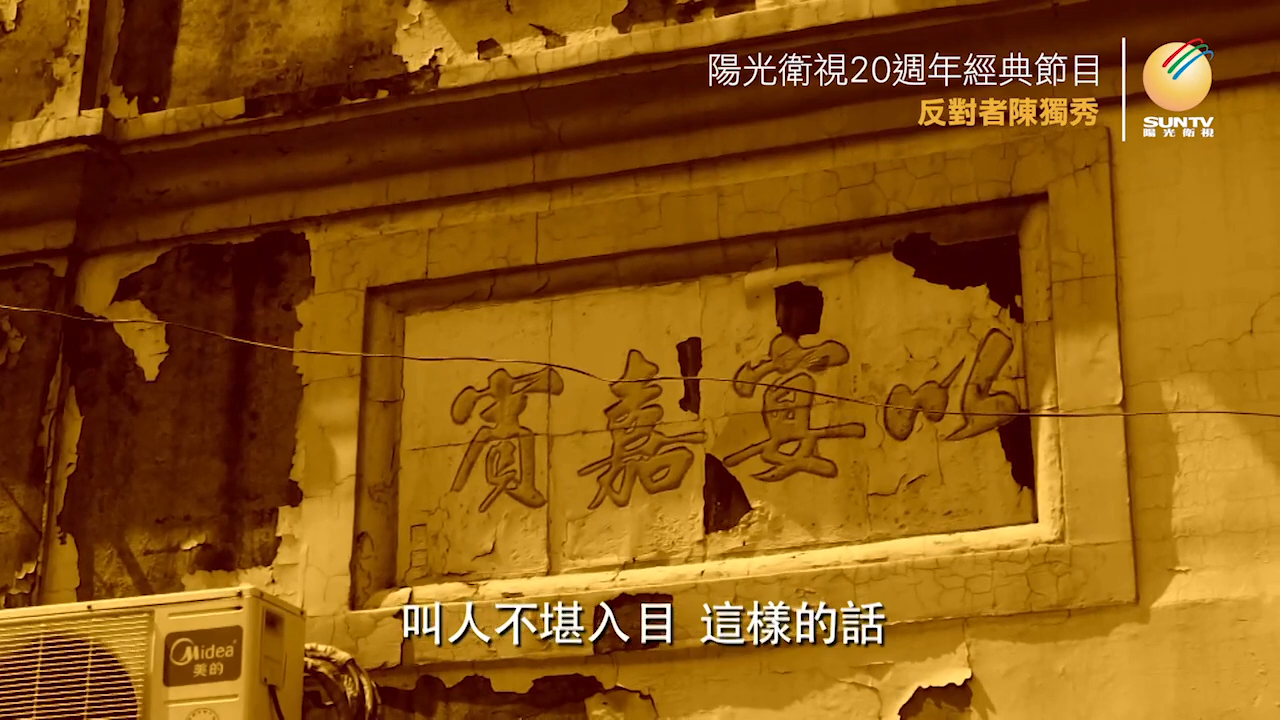 陽光衛視20週年經典節目
反對者陳獨秀
SUNTV
陽光衛視
賓嘉宴以
叫人不堪入目 這樣的話
Midea
美的